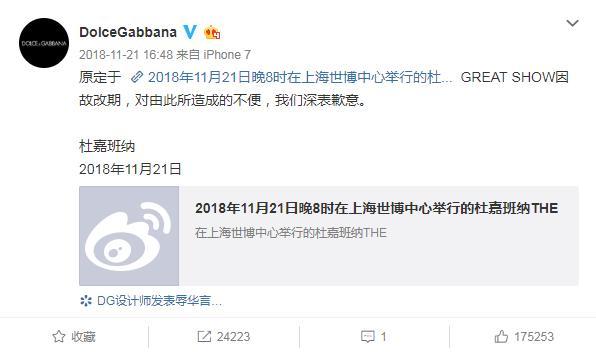 DOLCE&GABBANA
DolceGabbana
2018-11-21 16:48 来自 iPhone 7
原定于 2018年11月21日晚8时在上海世博中心举行的杜... GREAT SHOW因
故改期，对由此所造成的不便，我们深表歉意。
杜嘉班纳
2018年11月21日
2018年11月21日晚8时在上海世博中心举行的杜嘉班纳THE
在上海世博中心举行的杜嘉班纳THE
DG设计师发表辱华言...
收藏 24223 1 175253